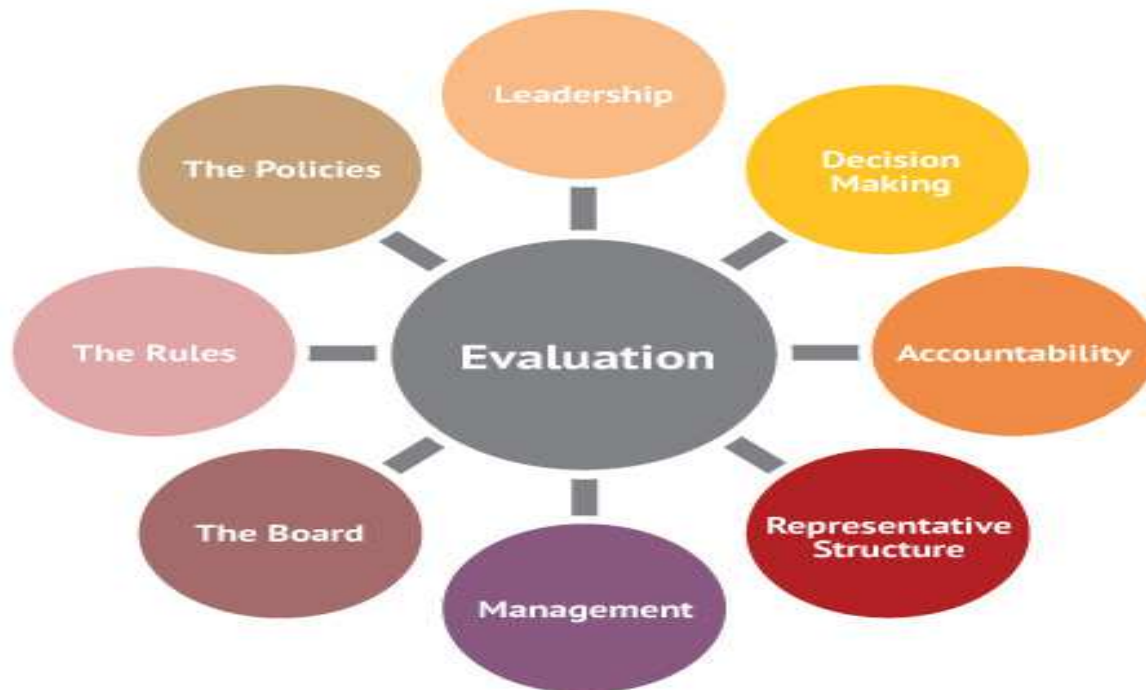 Leadership
Decision
Making
Accountability
Representative
Structure
Management
The Board
The Rules
The Policies
Evaluation